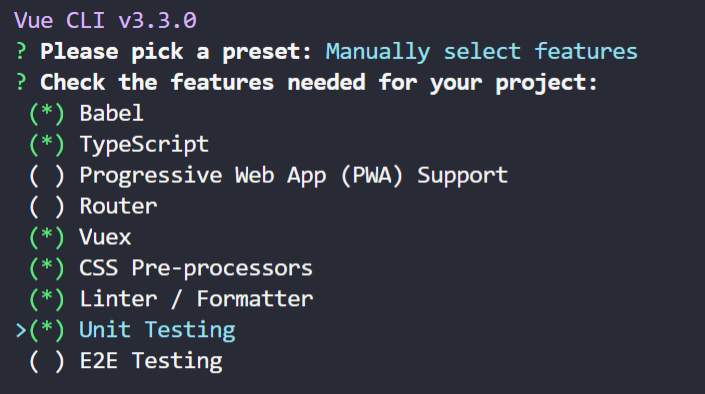 Vue CLI v3.3.0
? Please pick a preset: Manually select features
? Check the features needed for your project:
(*) Babel
(*) TypeScript
( ) Progressive Web App (PWA) Support
( ) Router
(*) Vuex
(*) CSS Pre-processors
(*) Linter / Formatter
>(*) Unit Testing
( ) E2E Testing